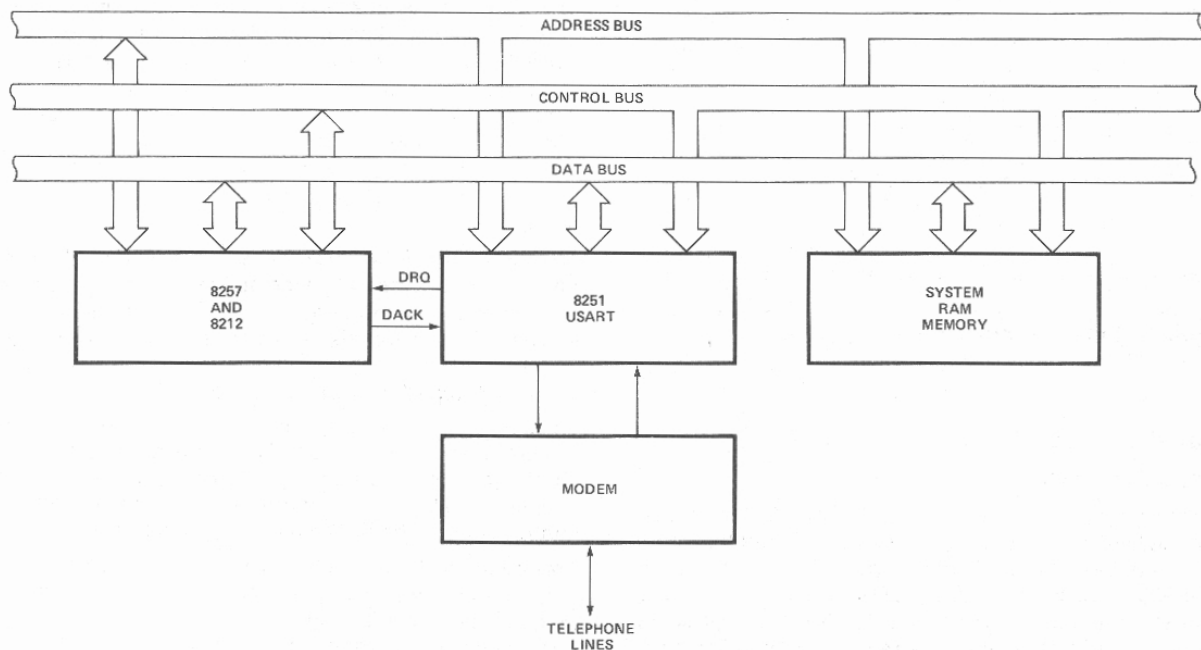 ADDRESS BUS
CONTROL BUS
DATA BUS
8257
AND
8212
DRQ
DACK
8251
USART
SYSTEM
RAM
MEMORY
MODEM
TELEPHONE
LINES